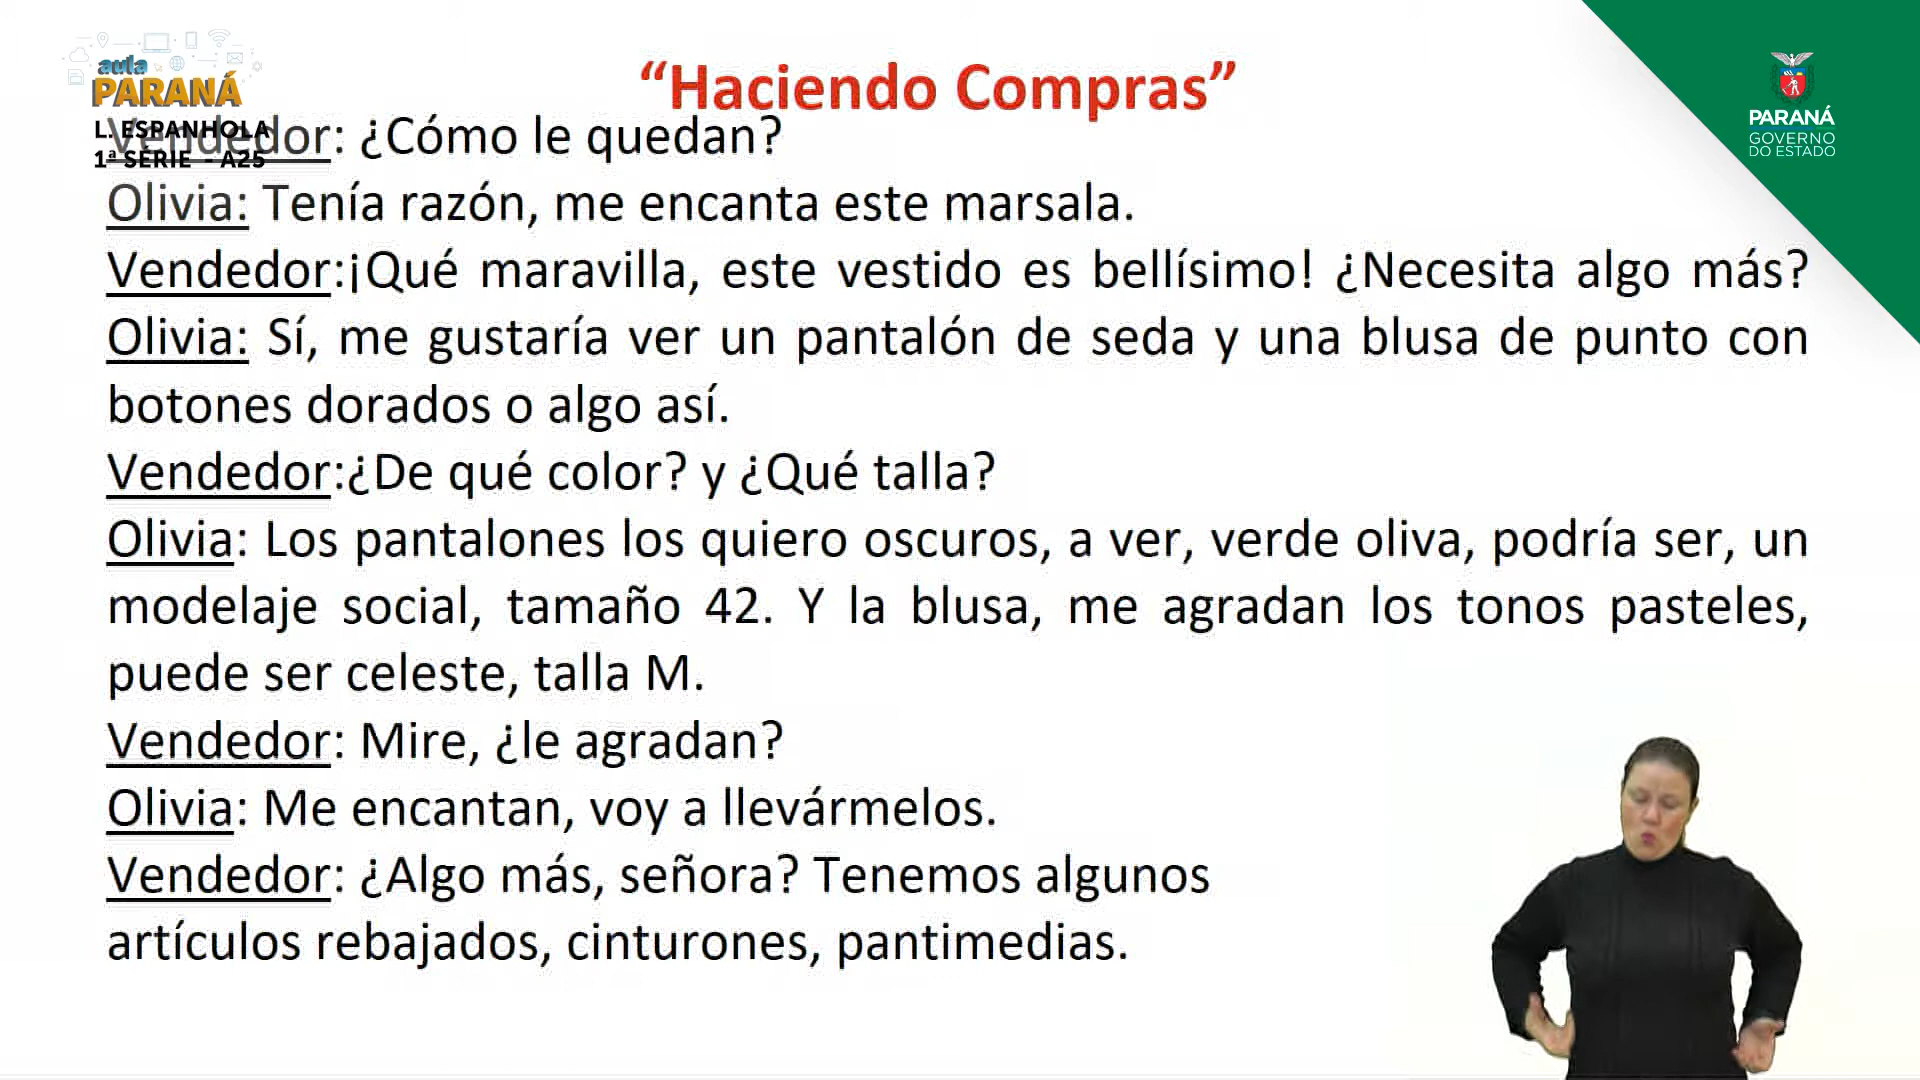 aula
PARANÁ
L. ESPANHOLA
1ª SÉRIE - A25
“Haciendo Compras”
PARANÁ
GOVERNO
DO ESTADO
Vendedor: ¿Cómo le quedan?
Olivia: Tenía razón, me encanta este marsala.
Vendedor:¡Qué maravilla, este vestido es bellísimo! ¿Necesita algo más?
Olivia: Sí, me gustaría ver un pantalón de seda y una blusa de punto con
botones dorados o algo así.
Vendedor:¿De qué color? y ¿Qué talla?
Olivia: Los pantalones los quiero oscuros, a ver, verde oliva, podría ser, un
modelaje social, tamaño 42. Y la blusa, me agradan los tonos pasteles,
puede ser celeste, talla M.
Vendedor: Mire, ¿le agradan?
Olivia: Me encantan, voy a llevármelos.
Vendedor: ¿Algo más, señora? Tenemos algunos
artículos rebajados, cinturones, pantimedias.